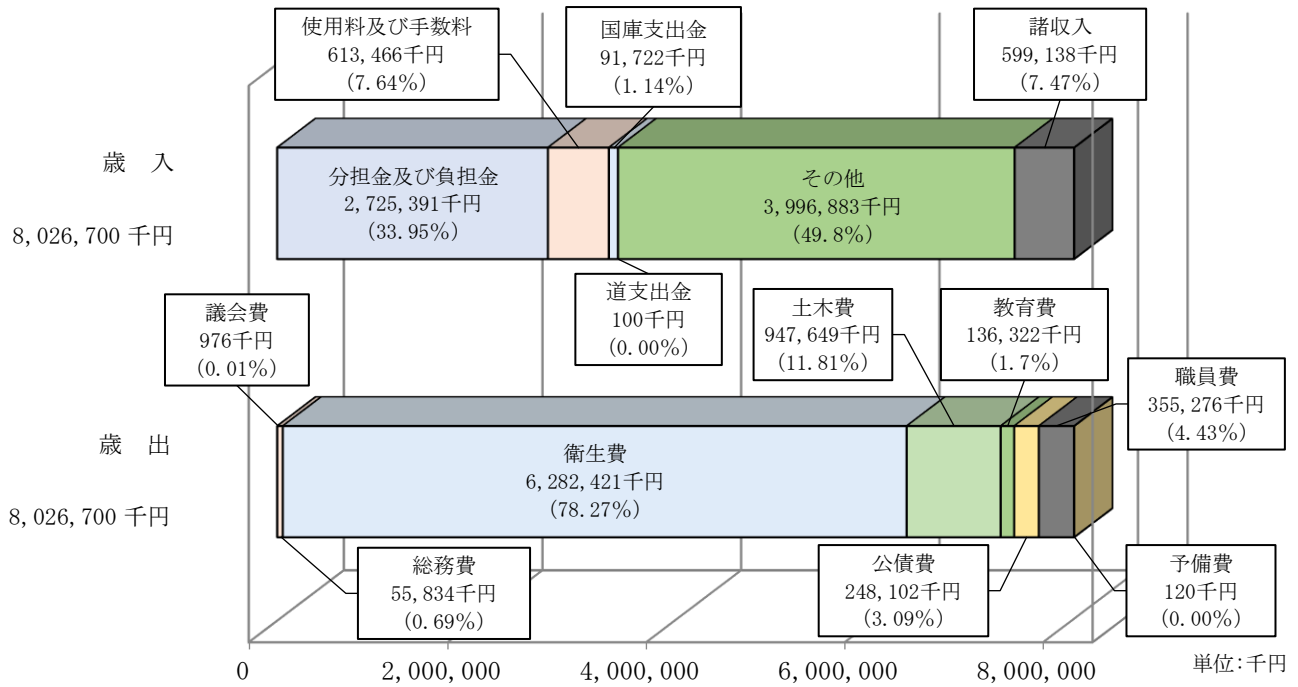 使用料及び手数料
613,466千円
(7.64%)
国庫支出金
91,722千円
(1.14%)
諸収入
599,138千円
(7.47%)
歳 入
8,026,700 千円
分担金及び負担金
2,725,391千円
(33.95%)
その他
3,996,883千円
(49.8%)
道支出金
100千円
(0.00%)
議会費
976千円
(0.01%)
土木費
947,649千円
(11.81%)
教育費
136,322千円
(1.7%)
職員費
355,276千円
(4.43%)
歳 出
8,026,700 千円
衛生費
6,282,421千円
(78.27%)
総務費
55,834千円
(0.69%)
公債費
248,102千円
(3.09%)
予備費
120千円
(0.00%)
0 2,000,000 4,000,000 6,000,000 8,000,000
単位:千円